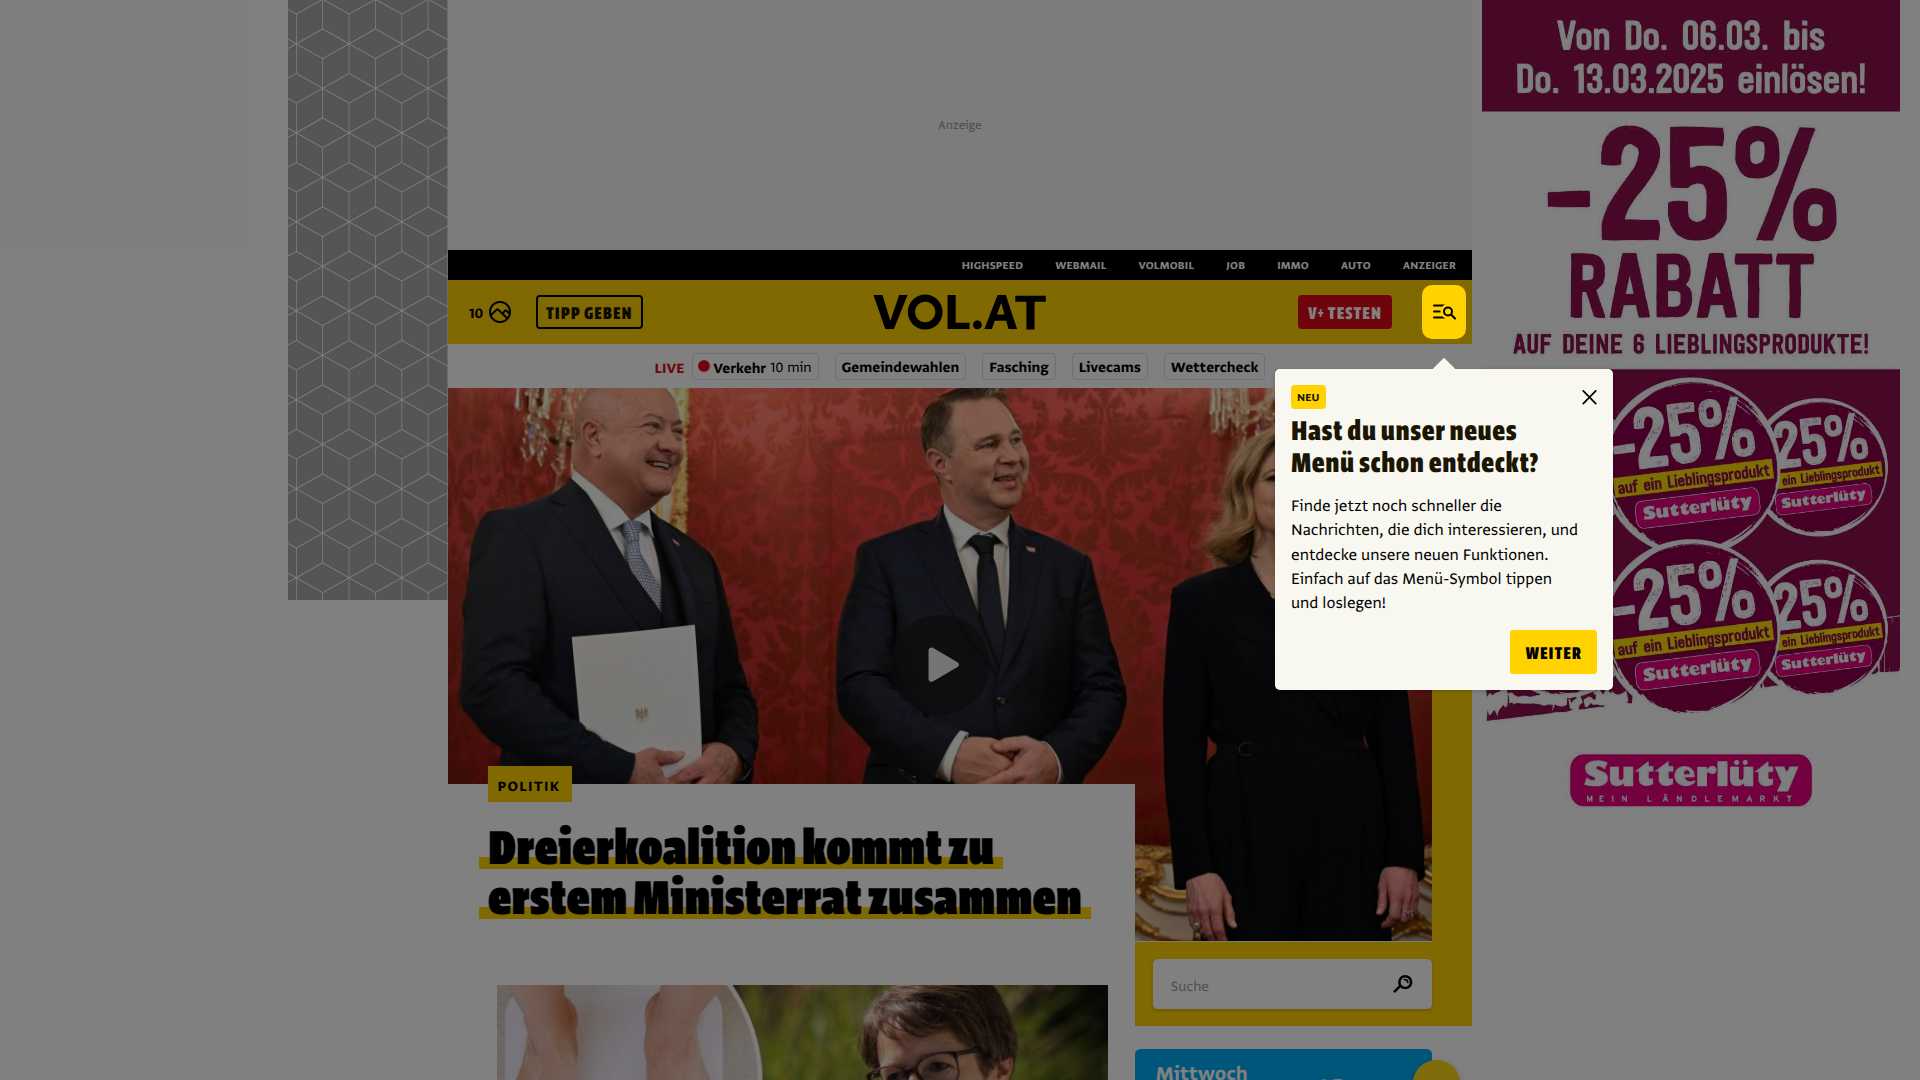 Von Do. 06.03. bis
Do. 13.03.2025 einlösen!
Anzeige
-25%
RABATT
AUF DEINE 6 LIEBLINGSPRODUKTE!
HIGHSPEED WEBMAIL VOLMOBIL JOB IMMO AUTO ANZEIGER
10 TIPP GEBEN VOL.AT V+ TESTEN
LIVE Verkehr 10 min Gemeindewahlen Fasching Livecams Wettercheck
NEU
Hast du unser neues
Menü schon entdeckt?
Finde jetzt noch schneller die
Nachrichten, die dich interessieren, und
entdecke unsere neuen Funktionen.
Einfach auf das Menü-Symbol tippen
und loslegen!
WEITER
-25%
auf ein Lieblingsprodukt
Sutterlüty
25%
ein Lieblingsprodukt
Sutterlüty
-25%
auf ein Lieblingsprodukt
Sutterlüty
25%
ein Lieblingsprodukt
Sutterlüty
Sutterlüty
MEIN LÄNDLEMARKT
POLITIK
Dreierkoalition kommt zu
erstem Ministerrat zusammen
Suche
Mittwoch